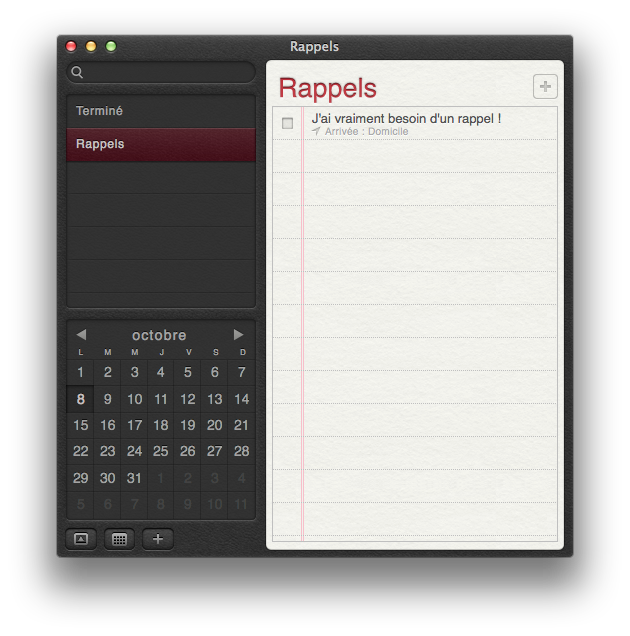 Rappels
Terminé
Rappels
octobre
L M M J V S D
1 2 3 4 5 6 7
8 9 10 11 12 13 14
15 16 17 18 19 20 21
22 23 24 25 26 27 28
29 30 31 1 2 3 4
5 6 7 8 9 10 11
Rappels
J'ai vraiment besoin d'un rappel !
Arrivée : Domicile